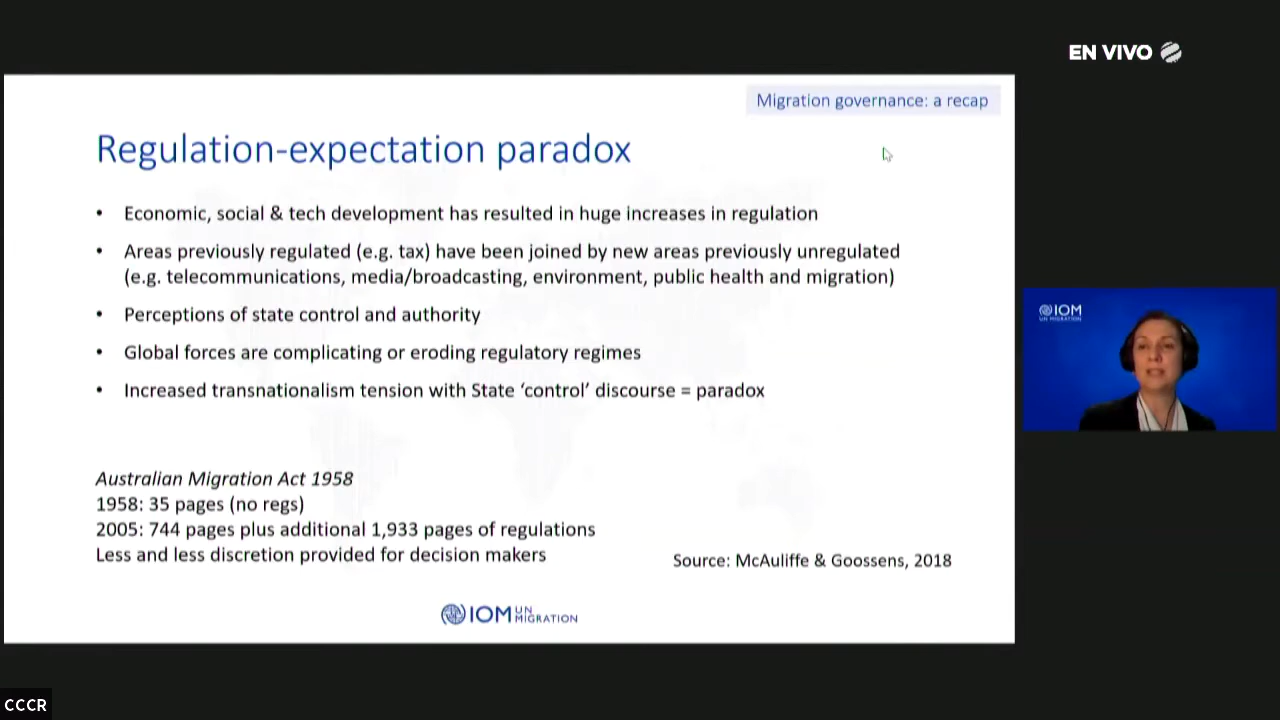 EN VIVO
Migration governance: a recap
Regulation-expectation paradox
• Economic, social & tech development has resulted in huge increases in regulation
• Areas previously regulated (e.g. tax) have been joined by new areas previously unregulated
(e.g. telecommunications, media/broadcasting, environment, public health and migration)
• Perceptions of state control and authority
• Global forces are complicating or eroding regulatory regimes
• Increased transnationalism tension with State ‘control’ discourse = paradox
Australian Migration Act 1958
1958: 35 pages (no regs)
2005: 744 pages plus additional 1,933 pages of regulations
Less and less discretion provided for decision makers
Source: McAuliffe & Goossens, 2018
IOM UN MIGRATION
IOM
UN MIGRATION
CCCR